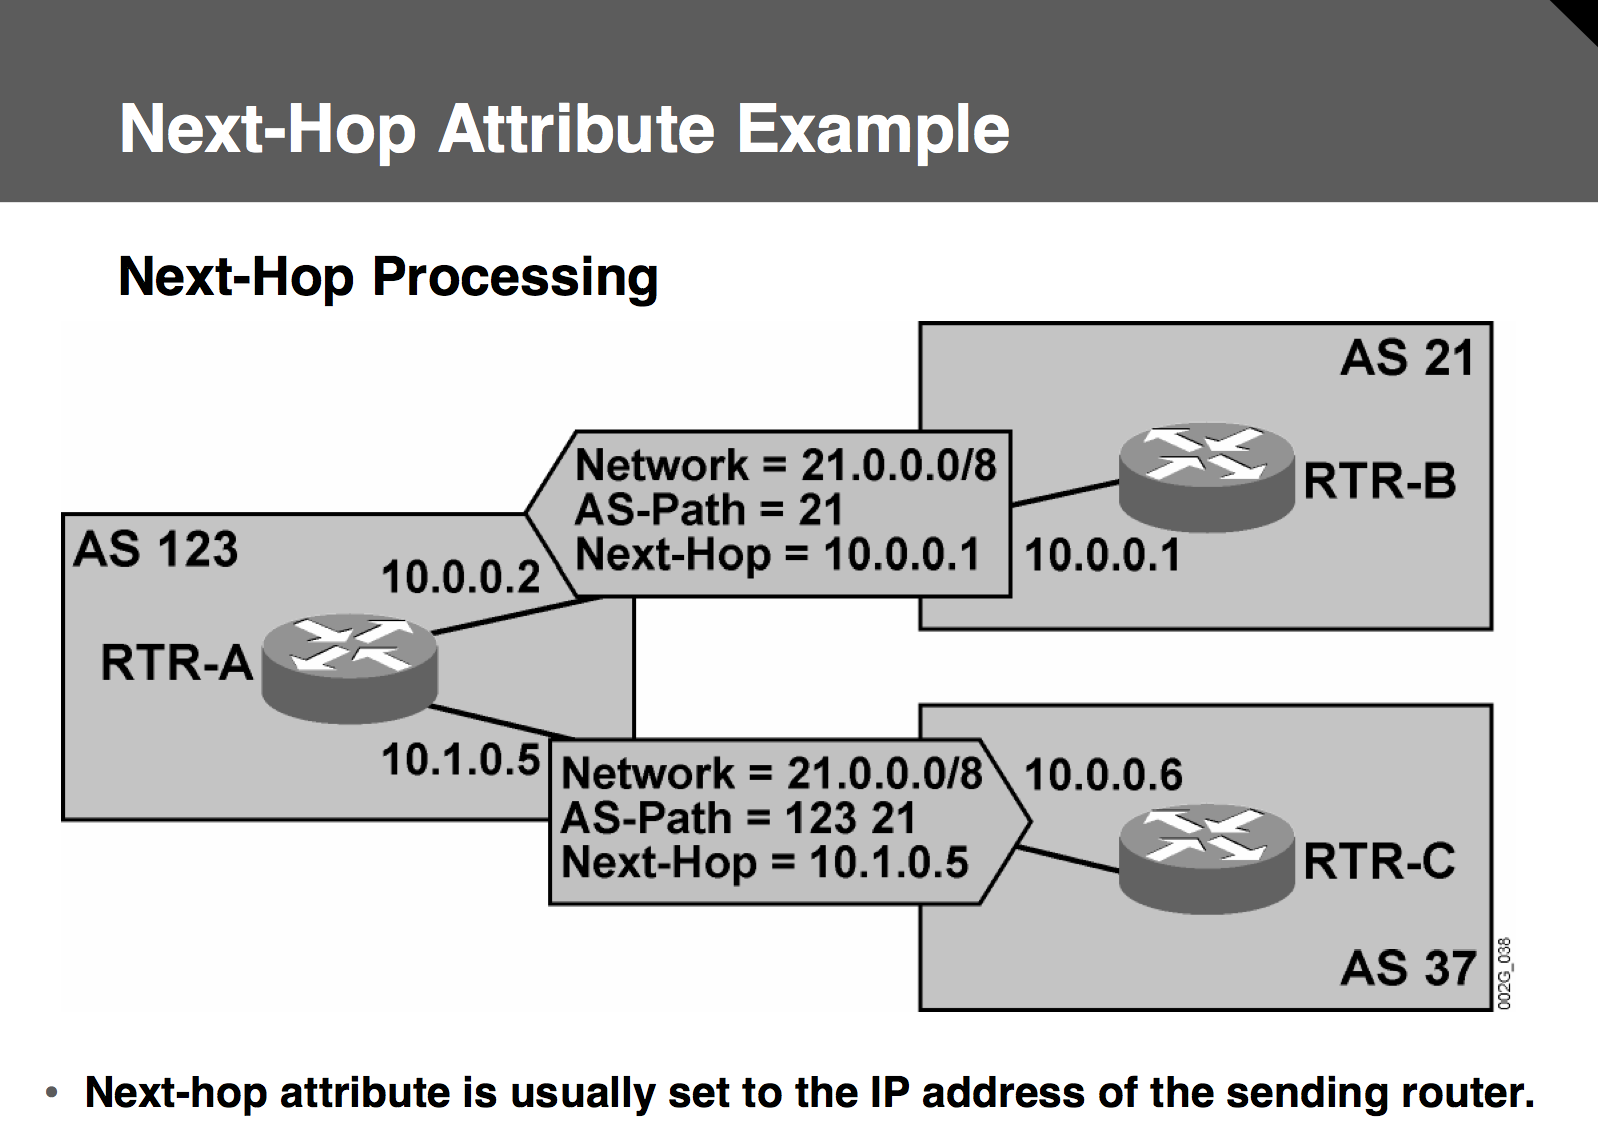 Next-Hop Attribute Example
Next-Hop Processing
AS 21
Network = 21.0.0.0/8
AS-Path = 21
Next-Hop = 10.0.0.1
RTR-B
10.0.0.1
AS 123
10.0.0.2
RTR-A
10.1.0.5
Network = 21.0.0.0/8
AS-Path = 123 21
Next-Hop = 10.1.0.5
10.0.0.6
RTR-C
AS 37
002G_038
• Next-hop attribute is usually set to the IP address of the sending router.